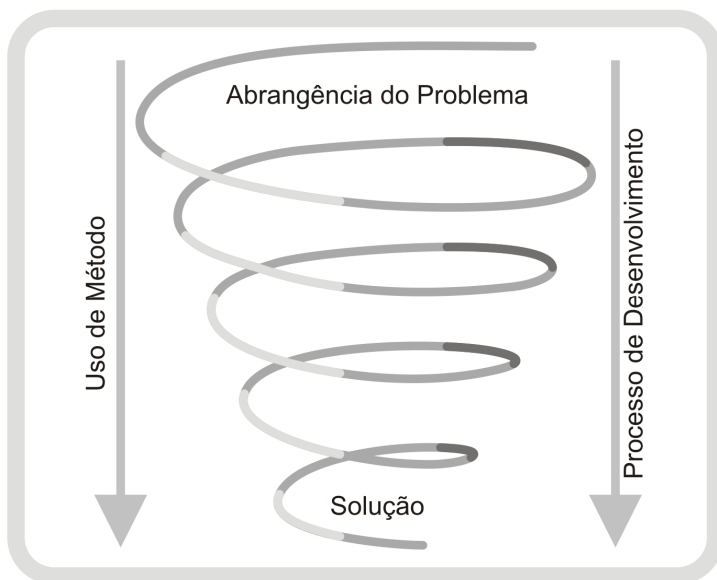 Abrangência do Problema
Uso de Método
Processo de Desenvolvimento
Solução